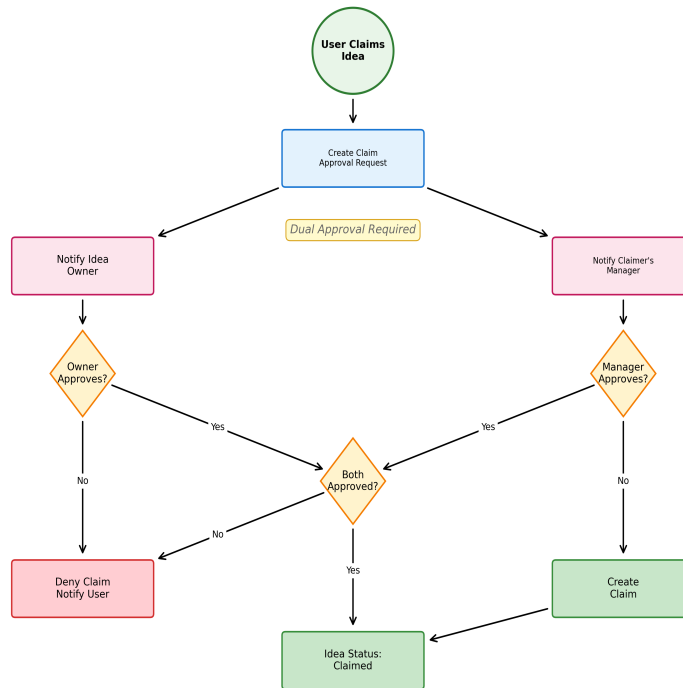 User Claims
Idea
Create Claim
Approval Request
Dual Approval Required
Notify Idea
Owner
Notify Claimer's
Manager
Owner
Approves?
Manager
Approves?
Yes
Yes
Both
Approved?
No
No
No
Yes
Deny Claim
Notify User
Create
Claim
Idea Status:
Claimed